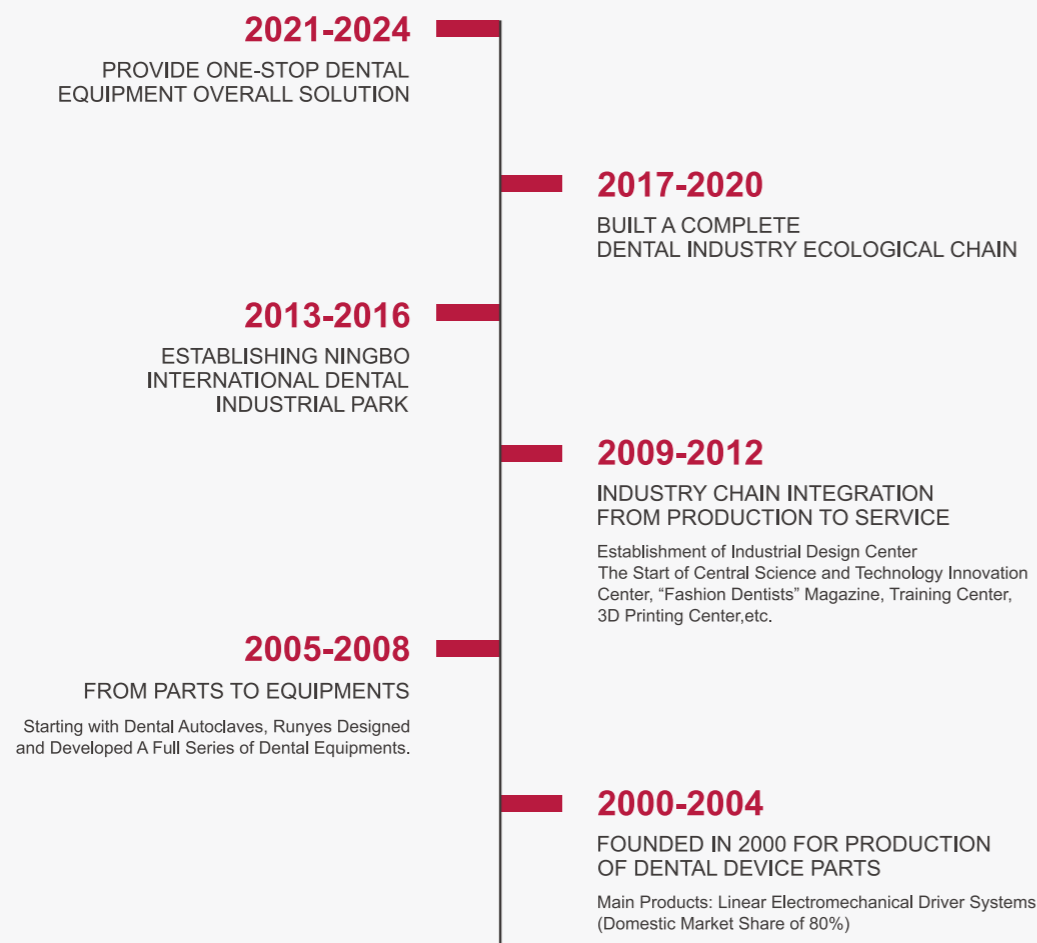 2021-2024
PROVIDE ONE-STOP DENTAL
EQUIPMENT OVERALL SOLUTION
2017-2020
BUILT A COMPLETE
DENTAL INDUSTRY ECOLOGICAL CHAIN
2013-2016
ESTABLISHING NINGBO
INTERNATIONAL DENTAL
INDUSTRIAL PARK
2009-2012
INDUSTRY CHAIN INTEGRATION
FROM PRODUCTION TO SERVICE
Establishment of Industrial Design Center
The Start of Central Science and Technology Innovation
Center, “Fashion Dentists” Magazine, Training Center,
3D Printing Center,etc.
2005-2008
FROM PARTS TO EQUIPMENTS
Starting with Dental Autoclaves, Runyes Designed
and Developed A Full Series of Dental Equipments.
2000-2004
FOUNDED IN 2000 FOR PRODUCTION
OF DENTAL DEVICE PARTS
Main Products: Linear Electromechanical Driver Systems
(Domestic Market Share of 80%)